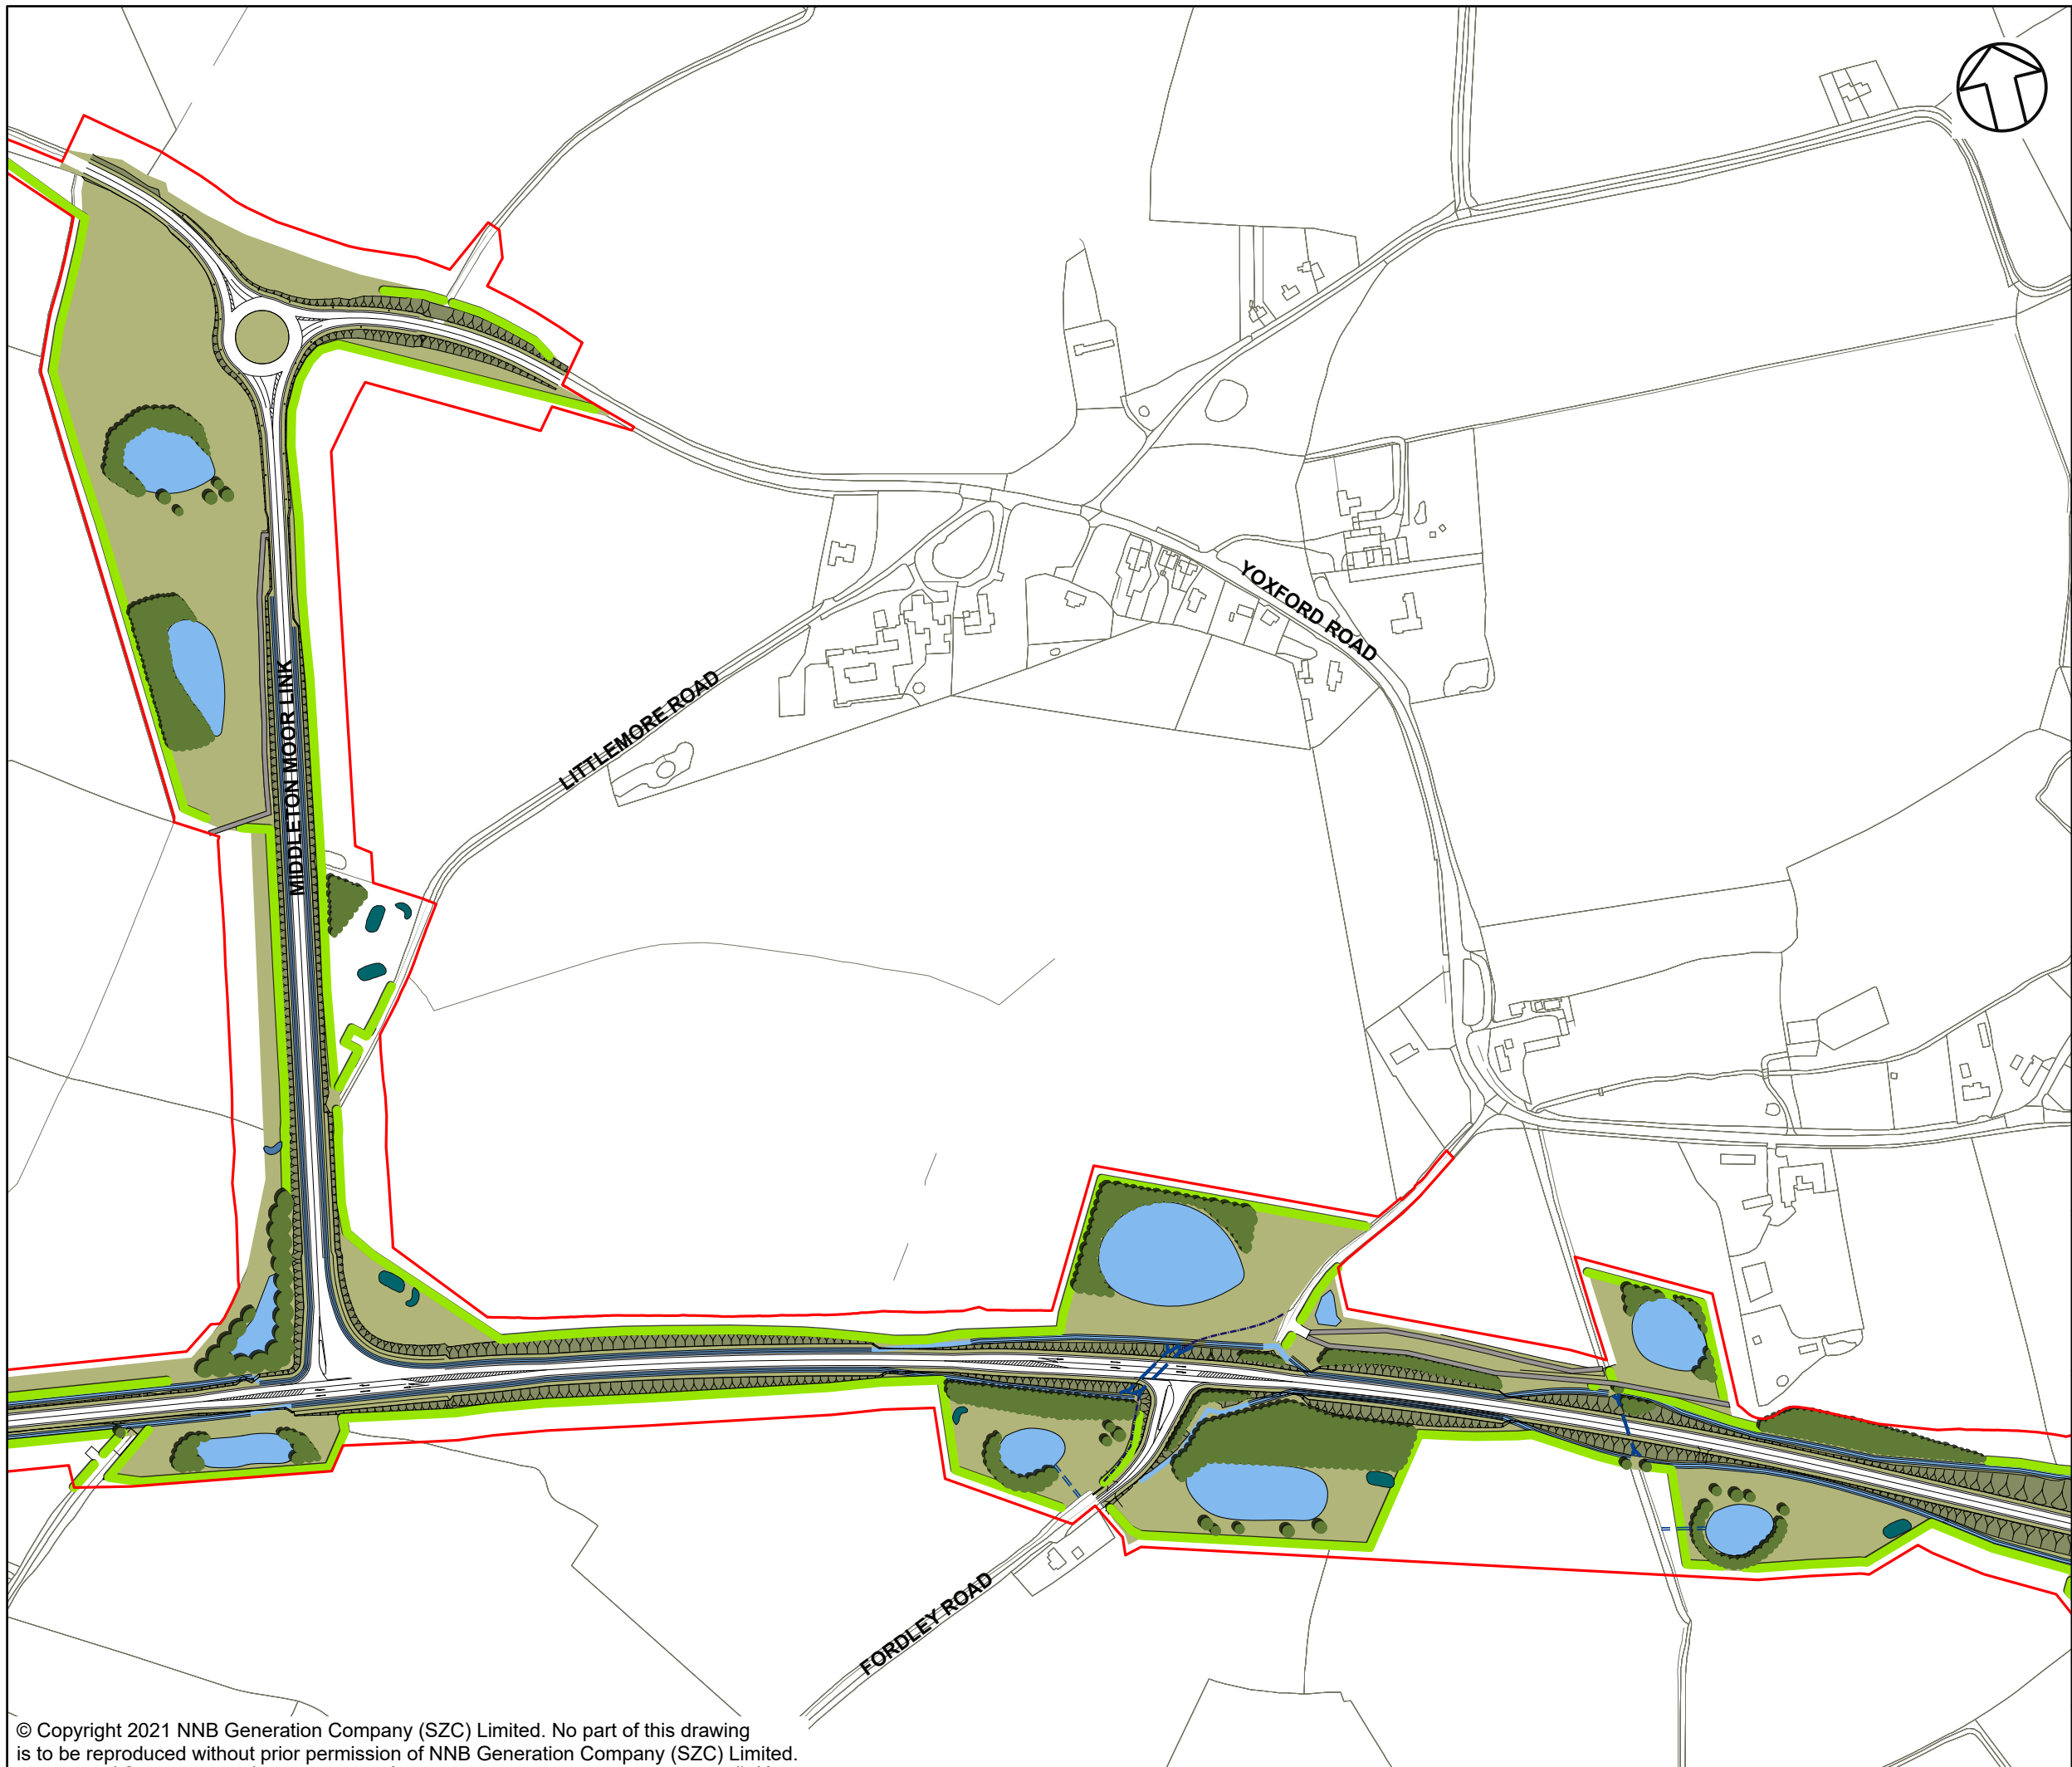 YOXFORD ROAD
MIDDLETON MOOR LINK
LITTLEMORE ROAD
FORDLEY ROAD
© Copyright 2021 NNB Generation Company (SZC) Limited. No part of this drawing
is to be reproduced without prior permission of NNB Generation Company (SZC) Limited.